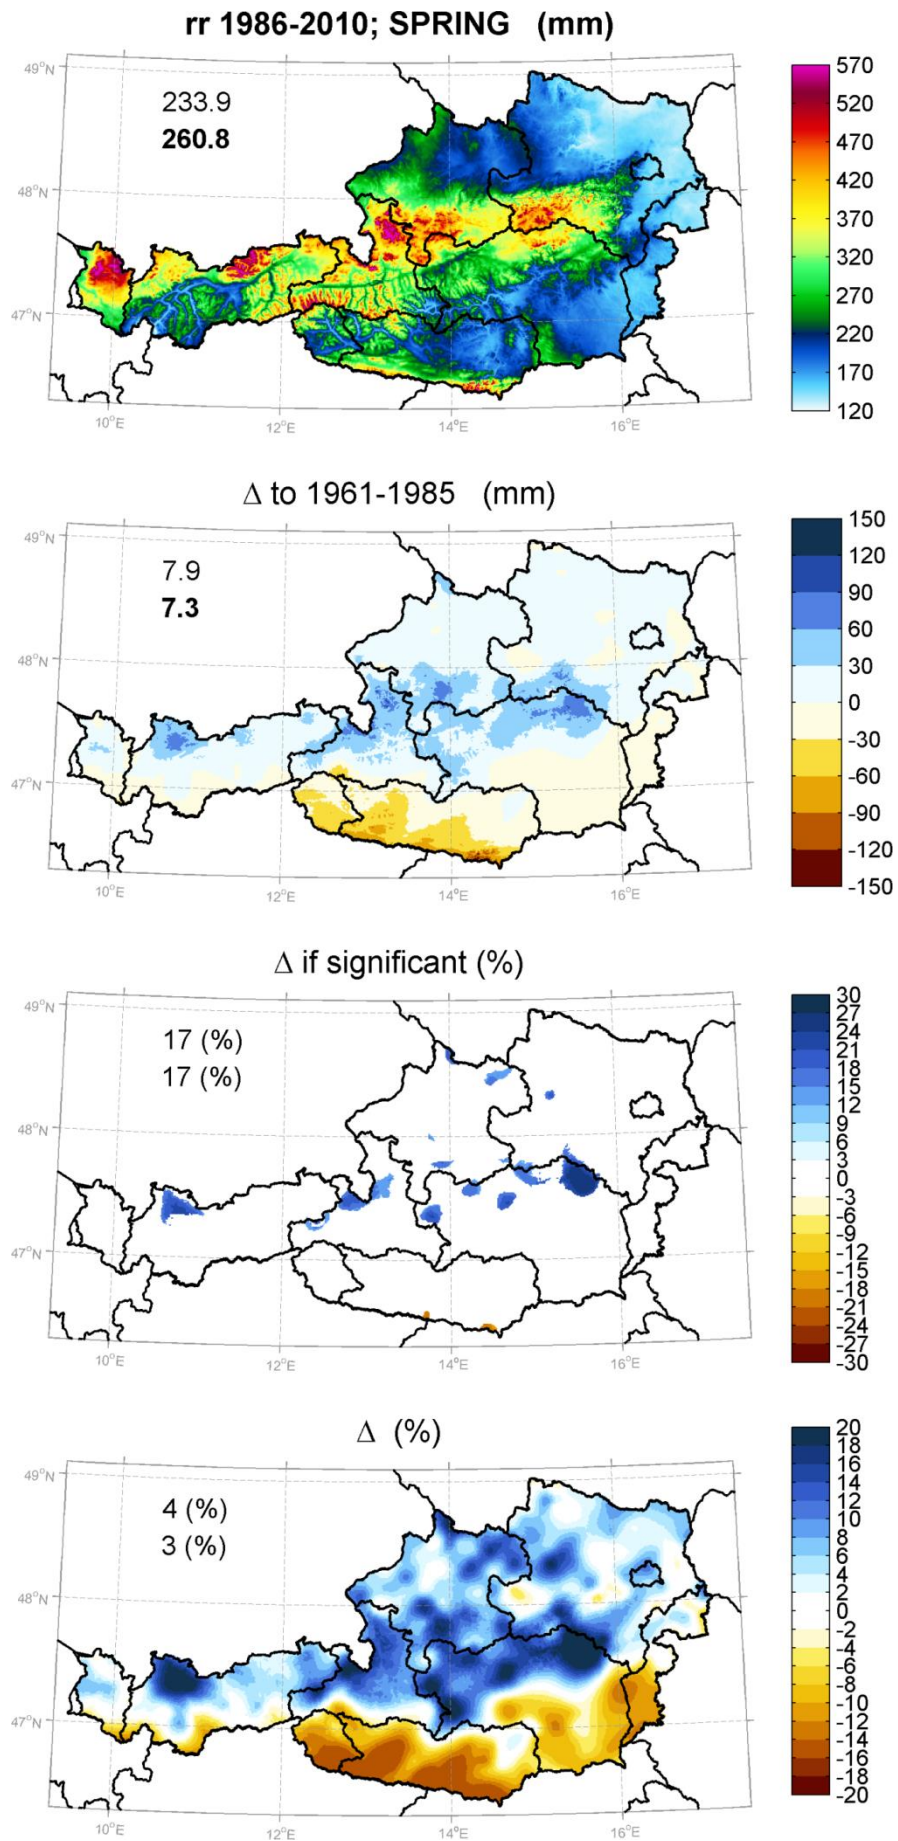 rr 1986-2010; SPRING (mm)
233.9
260.8
49°N
48°N
47°N
10°E
12°E
14°E
16°E
570
520
470
420
370
320
270
220
170
120
Δ to 1961-1985 (mm)
7.9
7.3
49°N
48°N
47°N
10°E
12°E
14°E
16°E
150
120
90
60
30
0
-30
-60
-90
-120
-150
Δ if significant (%)
17 (%)
17 (%)
49°N
48°N
47°N
10°E
12°E
14°E
16°E
30
27
24
21
18
15
12
9
6
3
0
-3
-6
-9
-12
-15
-18
-21
-24
-27
-30
Δ (%)
4 (%)
3 (%)
49°N
48°N
47°N
10°E
12°E
14°E
16°E
20
18
16
14
12
10
8
6
4
2
0
-2
-4
-6
-8
-10
-12
-14
-16
-18
-20